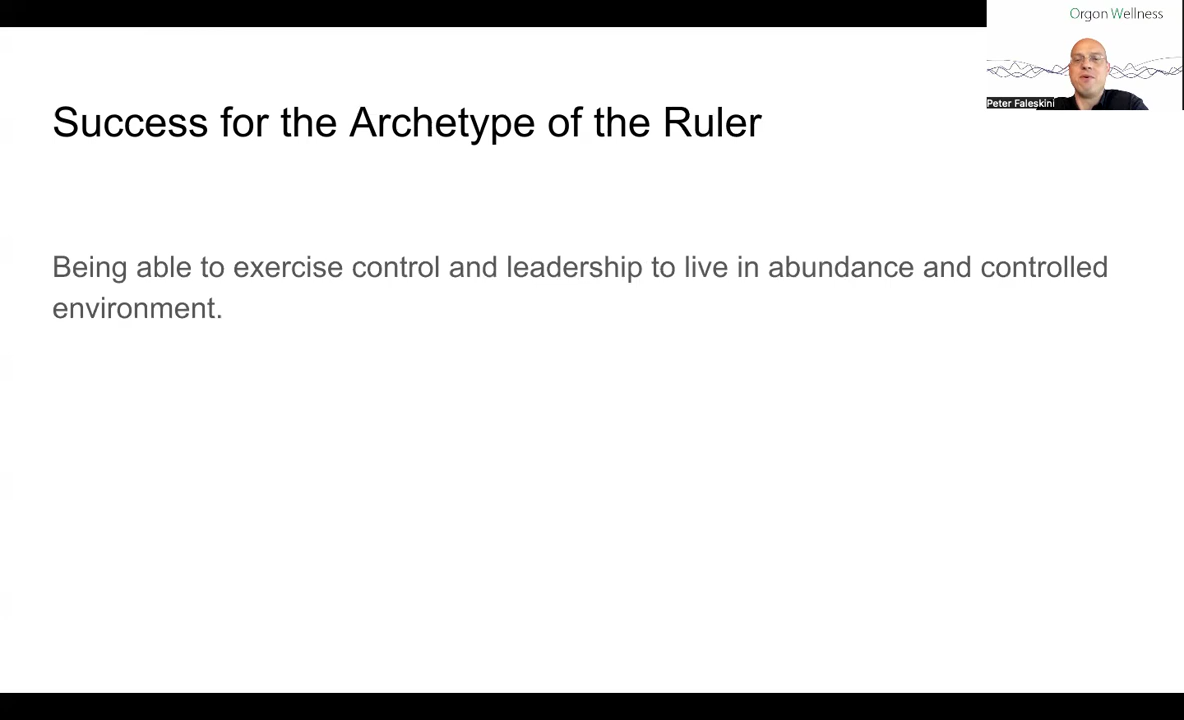 Orgon Wellness
Peter Faleskini
Success for the Archetype of the Ruler
Being able to exercise control and leadership to live in abundance and controlled
environment.